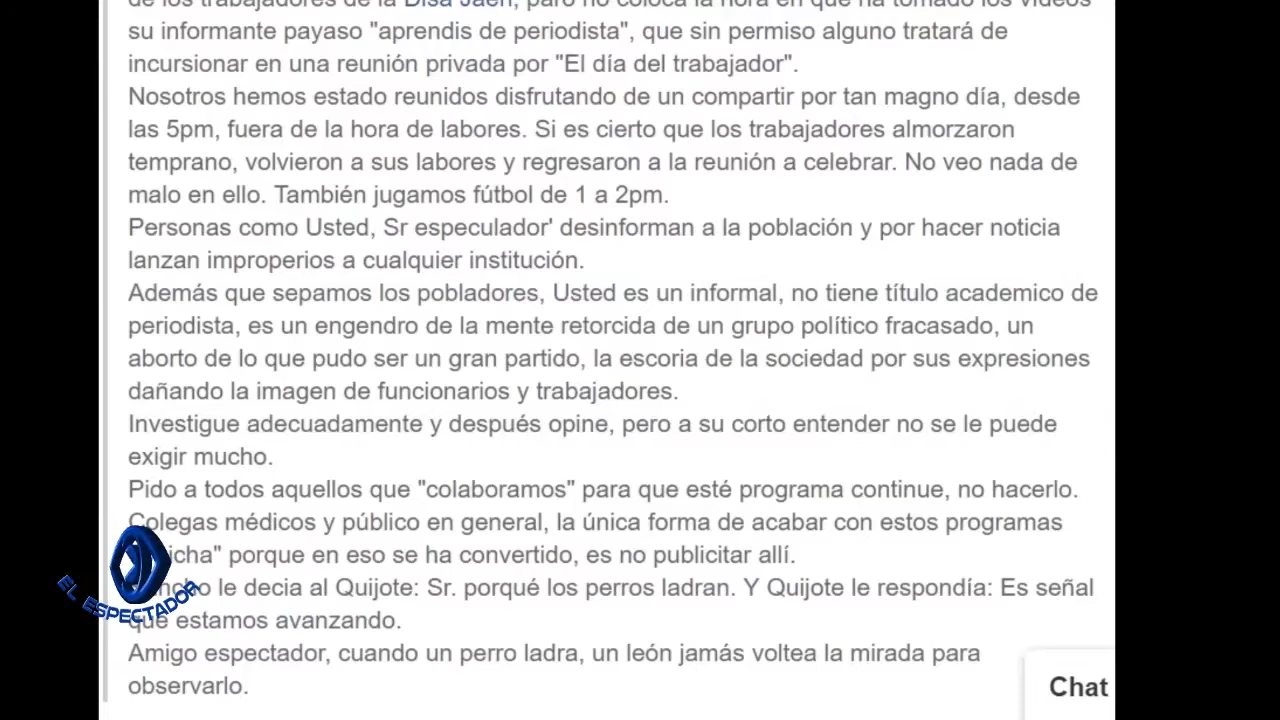 de los trabajadores de la Disa Jaén, paro no coloca la hora en que ha tomado los videos
su informante payaso "aprendis de periodista", que sin permiso alguno tratará de
incursionar en una reunión privada por "El día del trabajador".
Nosotros hemos estado reunidos disfrutando de un compartir por tan magno día, desde
las 5pm, fuera de la hora de labores. Si es cierto que los trabajadores almorzaron
temprano, volvieron a sus labores y regresaron a la reunión a celebrar. No veo nada de
malo en ello. También jugamos fútbol de 1 a 2pm.
Personas como Usted, Sr especulador' desinforman a la población y por hacer noticia
lanzan improperios a cualquier institución.
Además que sepamos los pobladores, Usted es un informal, no tiene título academico de
periodista, es un engendro de la mente retorcida de un grupo político fracasado, un
aborto de lo que pudo ser un gran partido, la escoria de la sociedad por sus expresiones
dañando la imagen de funcionarios y trabajadores.
Investigue adecuadamente y después opine, pero a su corto entender no se le puede
exigir mucho.
Pido a todos aquellos que "colaboramos" para que esté programa continue, no hacerlo.
Colegas médicos y público en general, la única forma de acabar con estos programas
porque en eso se ha convertido, es no publicitar allí.
le decia al Quijote: Sr. porqué los perros ladran. Y Quijote le respondía: Es señal
que estamos avanzando.
Amigo espectador, cuando un perro ladra, un león jamás voltea la mirada para
observarlo.
EL ESPECTADOR
Chat